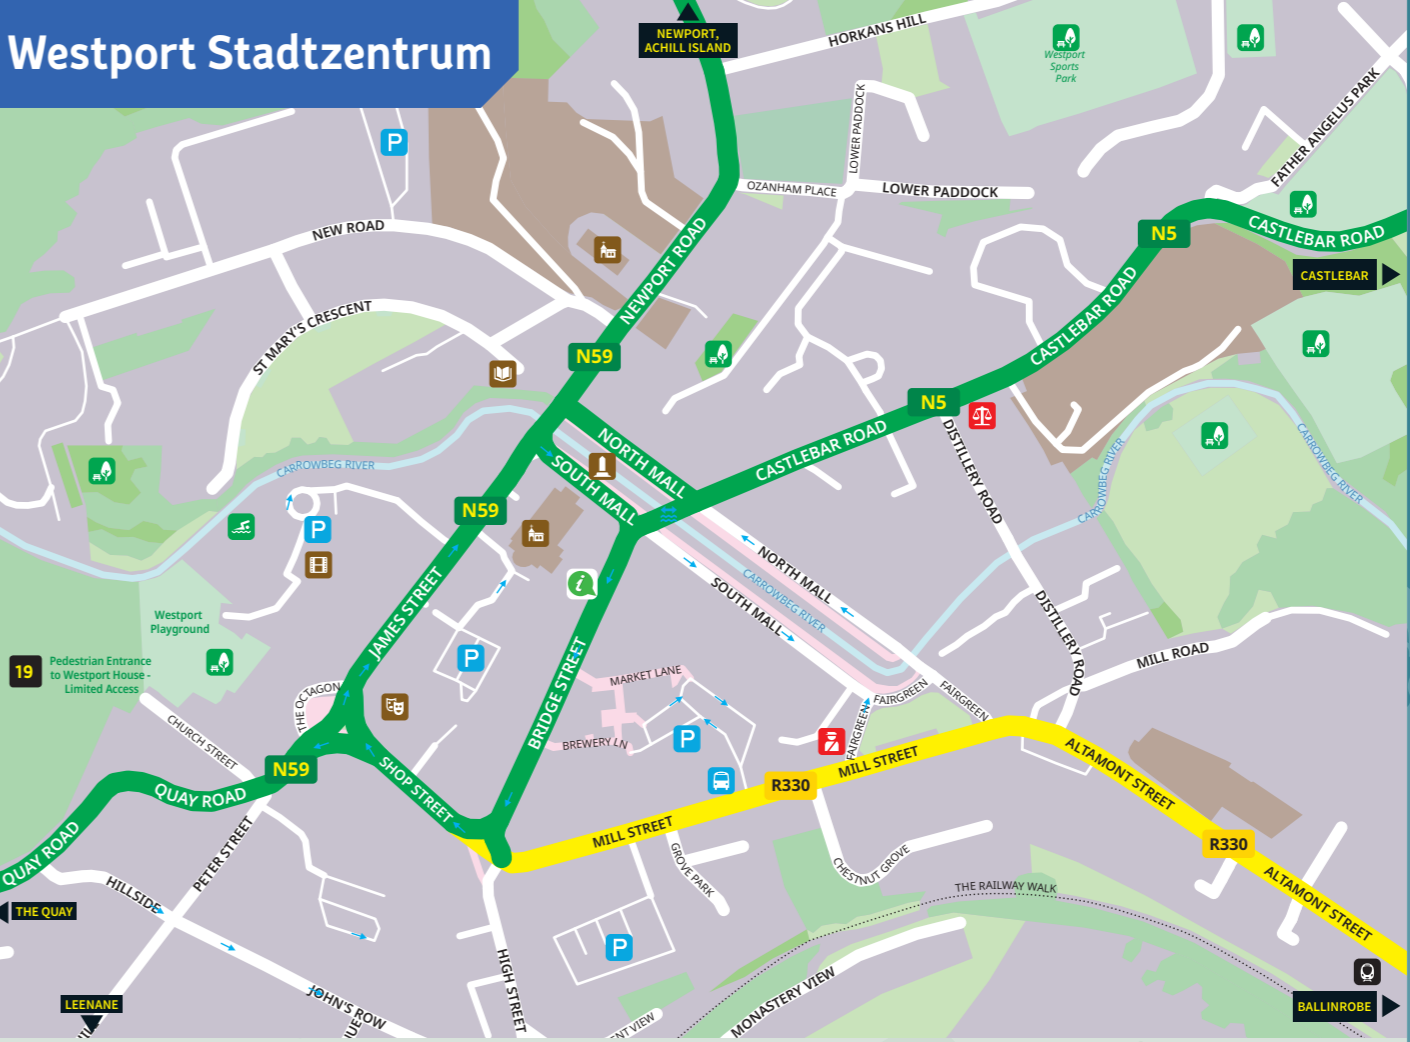 Westport Stadtzentrum
NEWPORT,
ACHILL ISLAND
HORKANS HILL
Westport
Sports
Park
FATHER ANGELUS PARK
P
LOWER PADDOCK
OZANHAM PLACE
LOWER PADDOCK
NEW ROAD
NEWPORT ROAD
N5
CASTLEBAR ROAD
CASTLEBAR
ST MARY'S CRESCENT
CASTLEBAR ROAD
N59
N5
CASTLEBAR ROAD
DISTILLERY ROAD
NORTH MALL
SOUTH MALL
CARROWBEG RIVER
CARROWBEG RIVER
CARROWBEG RIVER
N59
P
NORTH MALL
SOUTH MALL
CARROWBEG RIVER
i
JAMES STREET
DISTILLERY ROAD
Westport
Playground
19
Pedestrian Entrance
to Westport House -
Limited Access
P
BRIDGE STREET
MARKET LANE
MILL ROAD
THE OCTAGON
CHURCH STREET
FAIRGREEN
FAIRGREEN
FAIRGREEN
P
BREWERY LN
N59
SHOP STREET
QUAY ROAD
MILL STREET
R330
ALTAMONT STREET
MILL STREET
QUAY ROAD
PETER STREET
R330
GROVE PARK
CHESTNUT GROVE
THE RAILWAY WALK
ALTAMONT STREET
HILLSIDE
THE QUAY
P
HIGH STREET
JOHN'S ROW
MONASTERY VIEW
LEENANE
BALLINROBE
ENT VIEW